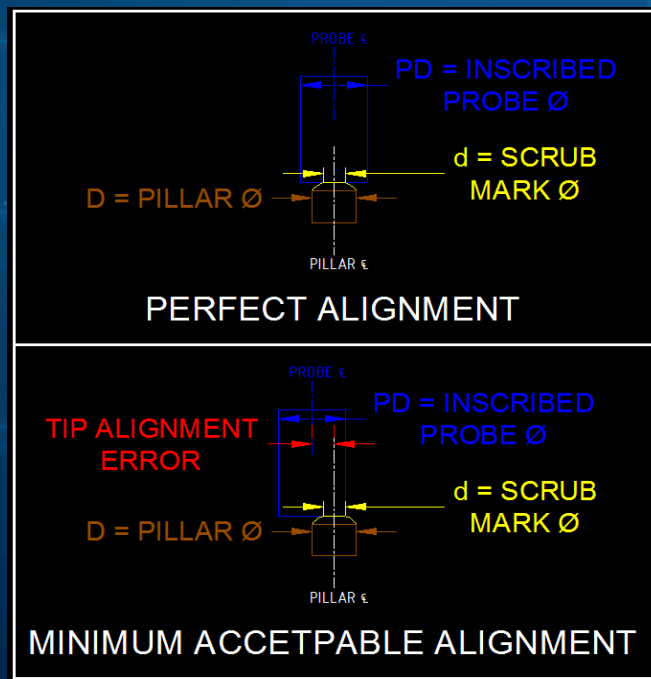 PROBE ℄
PD = INSCRIBED
PROBE Ø
d = SCRUB
MARK Ø
D = PILLAR Ø
PILLAR ℄
PERFECT ALIGNMENT
PROBE ℄
PD = INSCRIBED
PROBE Ø
TIP ALIGNMENT
ERROR
d = SCRUB
MARK Ø
D = PILLAR Ø
PILLAR ℄
MINIMUM ACCETPABLE ALIGNMENT